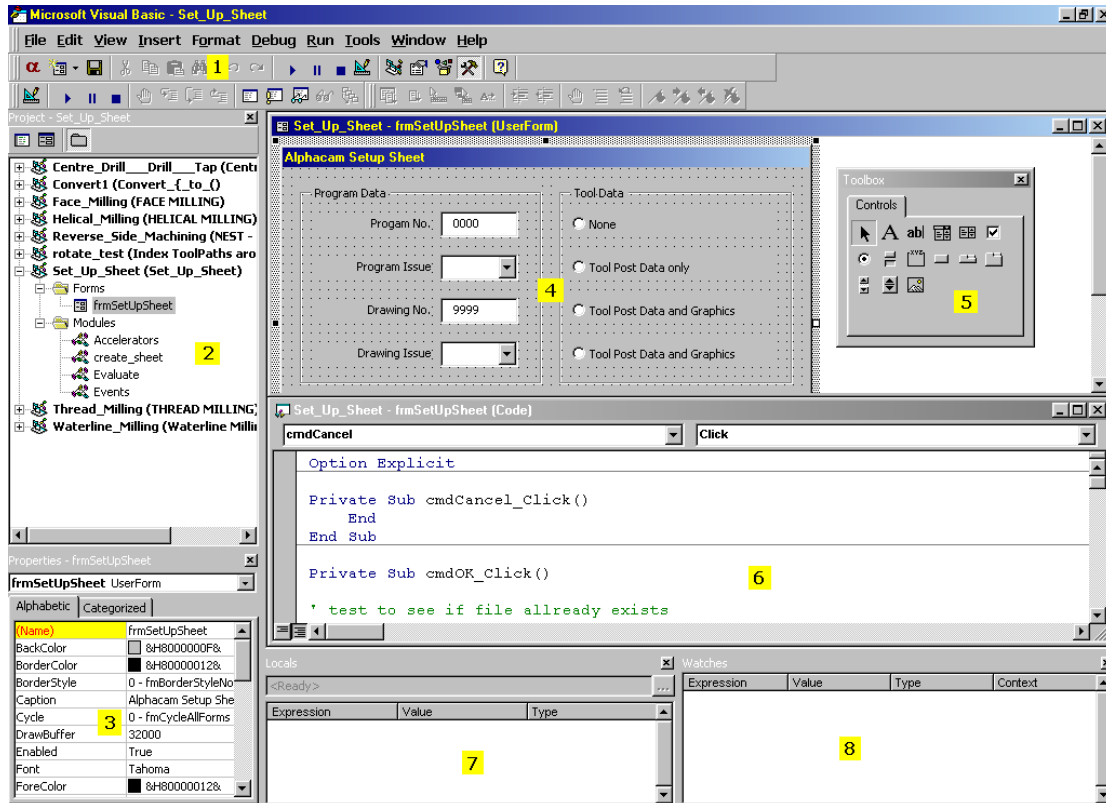 Microsoft Visual Basic - Set_Up_Sheet
File Edit View Insert Format Debug Run Tools Window Help
1
Project - Set_Up_Sheet
Centre_Drill___Drill___Tap (Centr
Convert1 (Convert_{_to_()
Face_Milling (FACE MILLING)
Helical_Milling (HELICAL MILLING)
Reverse_Side_Machining (NEST -
rotate_test (Index ToolPaths aro
Set_Up_Sheet (Set_Up_Sheet)
Forms
frmSetUpSheet
Modules
Accelerators
create_sheet
Evaluate
Events
Thread_Milling (THREAD MILLING)
Waterline_Milling (Waterline Millin
2
Properties - frmSetUpSheet
frmSetUpSheet UserForm
Alphabetic Categorized
(Name) frmSetUpSheet
BackColor &H8000000F&
BorderColor &H80000012&
BorderStyle 0 - fmBorderStyleNo
Caption Alphacam Setup She
Cycle 0 - fmCycleAllForms
DrawBuffer 32000
Enabled True
Font Tahoma
ForeColor &H80000012&
3
Set_Up_Sheet - frmSetUpSheet (UserForm)
Alphacam Setup Sheet
Program Data
Progam No. 0000
Program Issue
Drawing No. 9999
Drawing Issue
Tool Data
None
Tool Post Data only
Tool Post Data and Graphics
Tool Post Data and Graphics
4
Toolbox
Controls
A ab|
XYZ
5
Set_Up_Sheet - frmSetUpSheet (Code)
cmdCancel Click
Option Explicit
Private Sub cmdCancel_Click()
End
End Sub
Private Sub cmdOK_Click()
' test to see if file allready exists
6
Locals
<Ready> ...
Expression Value Type
7
Watches
Expression Value Type Context
8